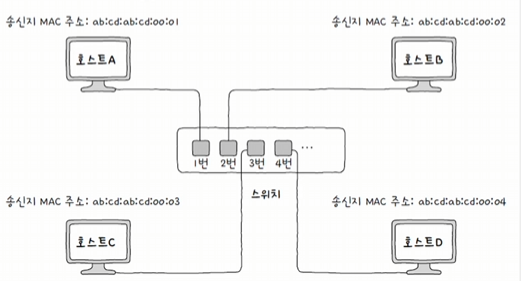 송신지 MAC 주소: ab:cd:ab:cd:00:01
송신지 MAC 주소: ab:cd:ab:cd:00:02
호스트A
호스트B
1번 2번 3번 4번 ...
스위치
송신지 MAC 주소: ab:cd:ab:cd:00:03
송신지 MAC 주소: ab:cd:ab:cd:00:04
호스트C
호스트D